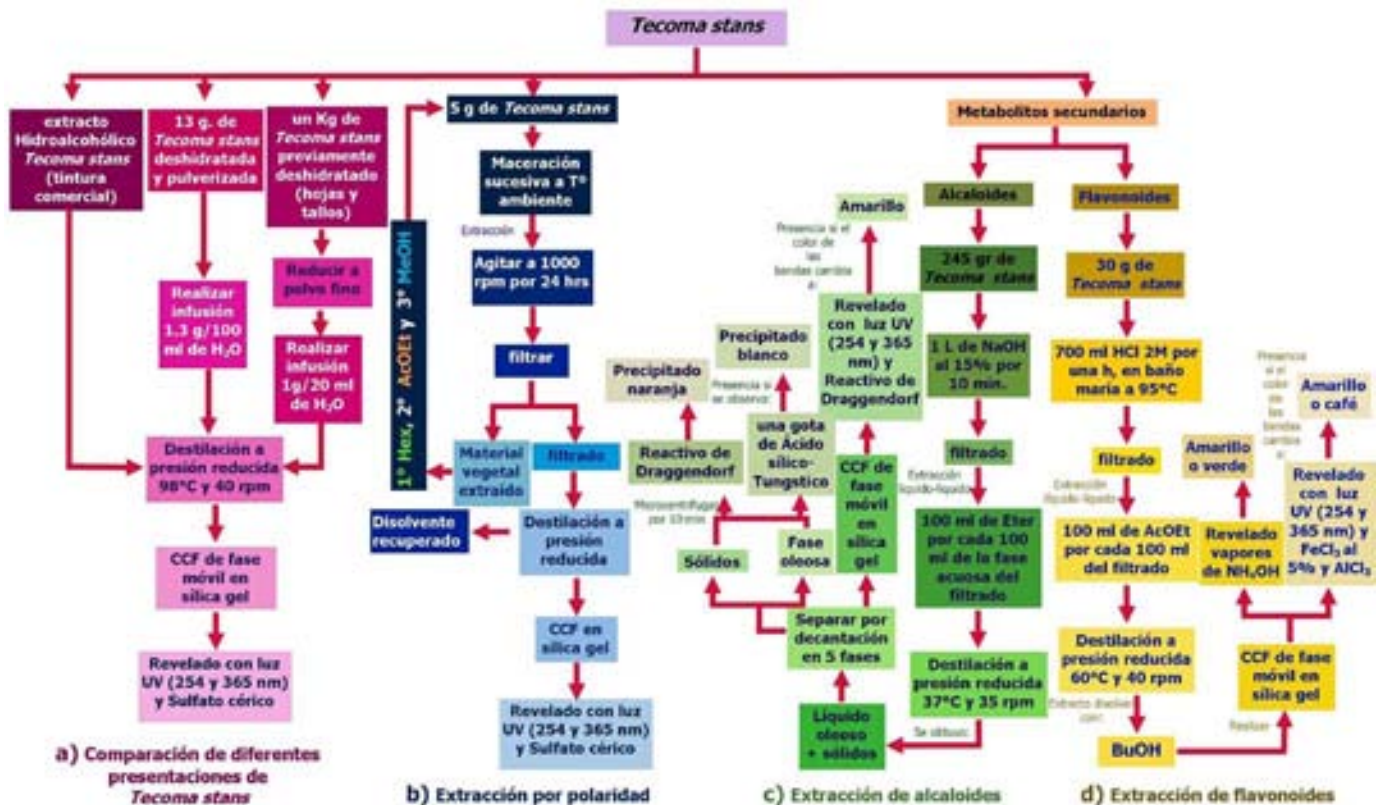 Tecoma stans
extracto
Hidroalcohólico
Tecoma stans
(tintura
comercial)
13 g. de
Tecoma stans
deshidratada
y pulverizada
un Kg de
Tecoma stans
previamente
deshidratado
(hojas y
tallos)
Reducir a
polvo fino
Realizar
infusión
1.3 g/100
ml de H₂O
Realizar
infusión
1g/20 ml
de H₂O
Destilación a
presión reducida
98°C y 40 rpm
CCF de fase
móvil en
sílica gel
Revelado con luz
UV (254 y 365 nm)
y Sulfato cérico
a) Comparación de diferentes
presentaciones de
Tecoma stans
5 g de Tecoma stans
Maceración
sucesiva a T°
ambiente
Extracción
Agitar a 1000
rpm por 24 hrs
filtrar
1° Hex, 2° AcOEt y 3° MeOH
Material
vegetal
extraído
filtrado
Disolvente
recuperado
Destilación a
presión
reducida
CCF en
sílica gel
Revelado con luz
UV (254 y 365 nm)
y Sulfato cérico
b) Extracción por polaridad
Metabolitos secundarios
Alcaloides
245 gr de
Tecoma stans
1 L de NaOH
al 15% por
10 min.
filtrado
Extracción
líquido-líquido
100 ml de Eter
por cada 100
ml de la fase
acuosa del
filtrado
Destilación a
presión reducida
37°C y 35 rpm
Se obtuvo:
Líquido
oleoso
+ sólidos
Separar por
decantación
en 5 fases
Sólidos
Fase
oleosa
Microcentrifugar
por 10 min
Reactivo de
Draggendorf
Precipitado
naranja
una gota
de Ácido
sílico-
Tungstico
Presencia si
se observa:
Precipitado
blanco
CCF de
fase
móvil en
sílica
gel
Revelado
con luz UV
(254 y 365
nm) y
Reactivo de
Draggendorf
Presencia si el
color de
las
bandas cambia
a:
Amarillo
c) Extracción de alcaloides
Flavonoides
30 g de
Tecoma stans
700 ml HCl 2M por
una h, en baño
maría a 95°C
filtrado
Extracción
líquido-líquido
100 ml de AcOEt
por cada 100 ml
del filtrado
Destilación a
presión reducida
60°C y 40 rpm
Extracto disolver
con:
BuOH
Realizar
CCF de fase
móvil en
sílica gel
Revelado
vapores
de NH₄OH
Amarillo
o verde
Revelado
con luz
UV (254 y
365 nm) y
FeCl₃ al
5% y AlCl₃
Presencia
si el
color
de
las
bandas
cambia a:
Amarillo
o café
d) Extracción de flavonoides